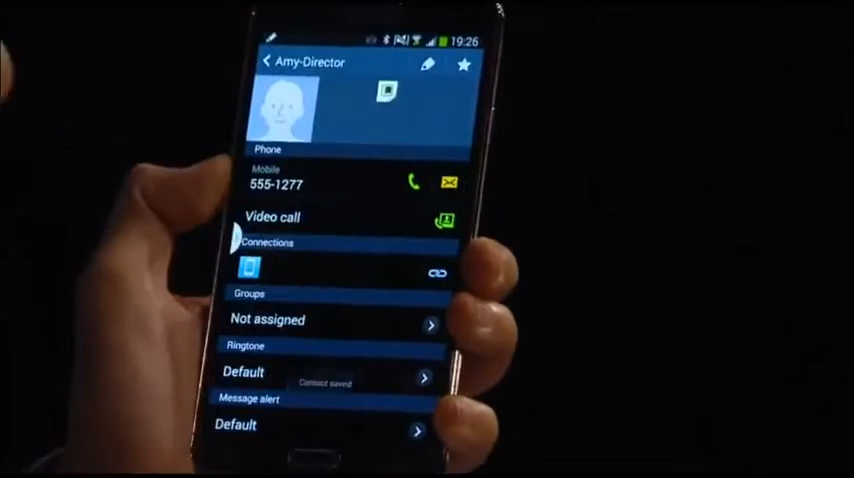 19:26
Amy-Director
Phone
Mobile
555-1277
Video call
Connections
Groups
Not assigned
Ringtone
Default
Contact saved
Message alert
Default